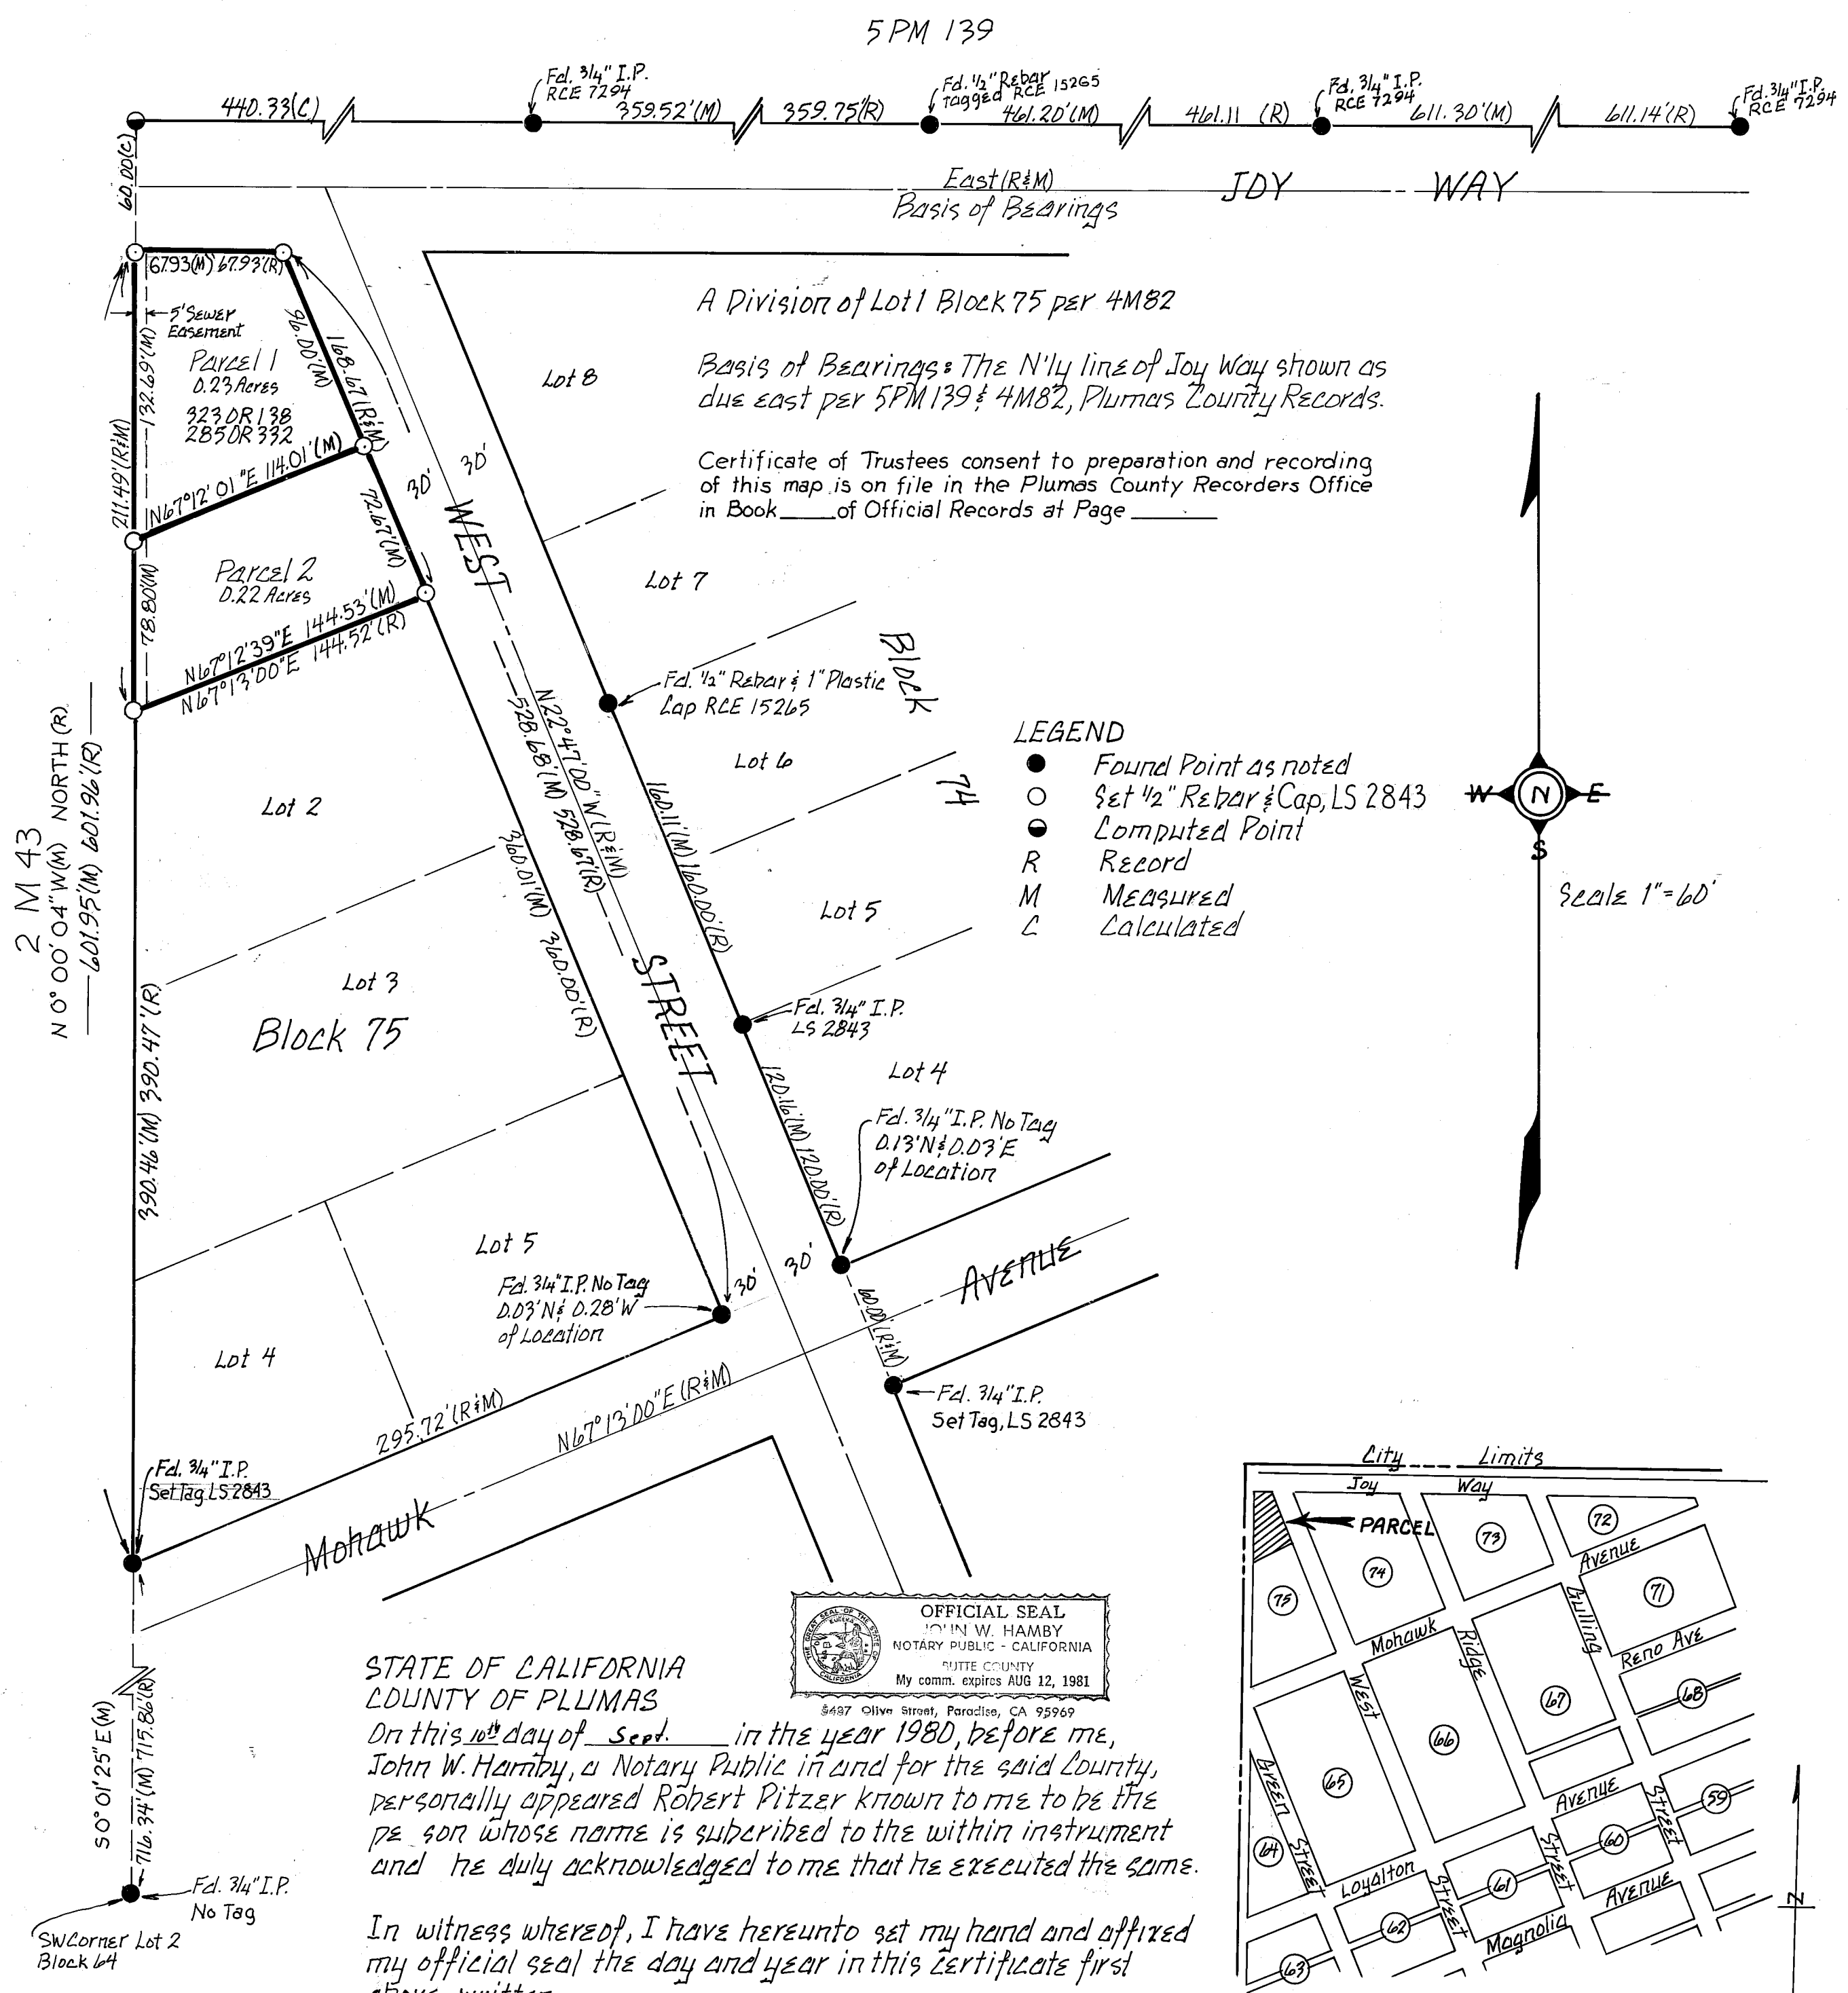 5 PM 139
Fd. 3/4" I.P.
RCE 7294
Fd. 1/2" Rebar
Tagged RCE 15265
Fd. 3/4" I.P.
RCE 7294
Fd. 3/4" I.P.
RCE 7294
440.33(C)
359.52'(M)
359.75'(R)
461.20'(M)
461.11 (R)
611.30'(M)
611.14'(R)
60.00(C)
East (R&M)
Basis of Bearings
JOY WAY
67.93(M) 67.93'(R)
5' Sewer
Easement
Parcel 1
0.23 Acres
323 OR 138
285 OR 332
96.00'(M)
168.67 (R&M)
132.69'(M)
211.49'(R&M)
N67°12'01"E 114.01'(M)
72.67'(M)
30'
30'
Parcel 2
0.22 Acres
78.80'(M)
N67°12'39"E 144.53'(M)
N67°13'00"E 144.52'(R)
A Division of Lot 1 Block 75 per 4M82
Basis of Bearings: The N'ly line of Joy Way shown as
due east per 5PM139 & 4M82, Plumas County Records.
Certificate of Trustees consent to preparation and recording
of this map is on file in the Plumas County Recorders Office
in Book ____ of Official Records at Page ______
Lot 8
Lot 7
Lot 6
Lot 5
Lot 4
Block
74
WEST
STREET
N22°47'00"W (R&M)
528.68'(M) 528.67'(R)
360.01'(M) 360.00'(R)
160.11'(M) 160.00'(R)
120.16'(M) 120.00'(R)
Fd. 1/2" Rebar & 1" Plastic
Cap RCE 15265
Fd. 3/4" I.P.
LS 2843
Fd. 3/4" I.P. No Tag
0.13'N & 0.03'E
of Location
LEGEND
Found Point as noted
Set 1/2" Rebar & Cap, LS 2843
Computed Point
R Record
M Measured
C Calculated
W N E
S
Scale 1"=60'
2 M 43
N 0° 00' 04" W(M) NORTH (R)
601.95'(M) 601.96'(R)
390.46'(M) 390.47'(R)
Lot 2
Lot 3
Block 75
Lot 5
Lot 4
Fd. 3/4" I.P. No Tag
0.03'N & 0.28'W
of Location
30'
30'
60.00'(R&M)
Fd. 3/4" I.P.
Set Tag, LS 2843
295.72'(R&M)
N67°13'00"E (R&M)
Mohawk AVENUE
Fd. 3/4" I.P.
Set Tag LS 2843
S0°01'25"E (M)
716.34'(M) 715.86'(R)
Fd. 3/4" I.P.
No Tag
SW Corner Lot 2
Block 64
OFFICIAL SEAL
JOHN W. HAMBY
NOTARY PUBLIC - CALIFORNIA
BUTTE COUNTY
My comm. expires AUG 12, 1981
Olive Street, Paradise, CA 95969
STATE OF CALIFORNIA
COUNTY OF PLUMAS
On this 10th day of Sept. in the year 1980, before me,
John W. Hamby, a Notary Public in and for the said County,
personally appeared Robert Pitzer known to me to be the
pe son whose name is subcribed to the within instrument
and he duly acknowledged to me that he executed the same.
In witness whereof, I have hereunto set my hand and affixed
my official seal the day and year in this certificate first
City Limits
Joy Way
PARCEL
72
73
74
75
Avenue
71
Gulling
Mohawk
Ridge
Reno Ave
West
67
68
66
65
Green
Street
Avenue
Street
59
60
64
Loyalton
Street
Street
61
Avenue
62
Magnolia
63
N